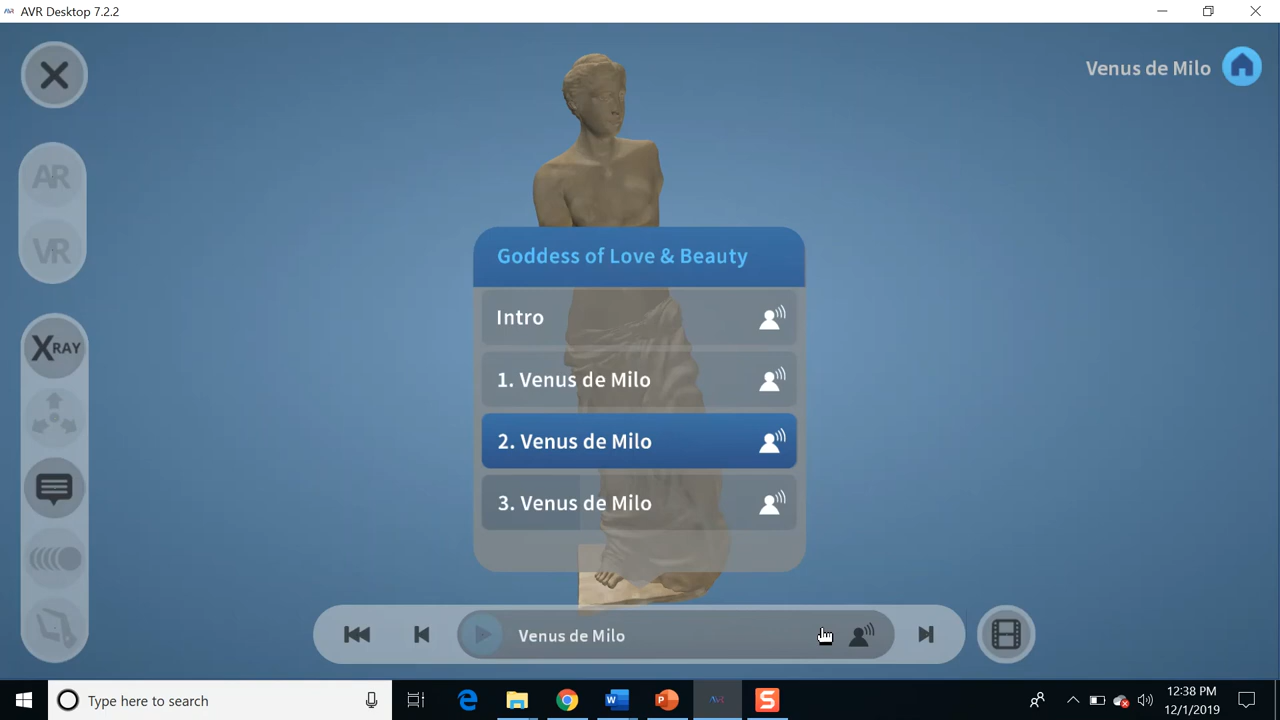 AVR Desktop 7.2.2
Venus de Milo
AR
VR
XRAY
Goddess of Love & Beauty
Intro
1. Venus de Milo
2. Venus de Milo
3. Venus de Milo
Venus de Milo
Type here to search
12:38 PM
12/1/2019